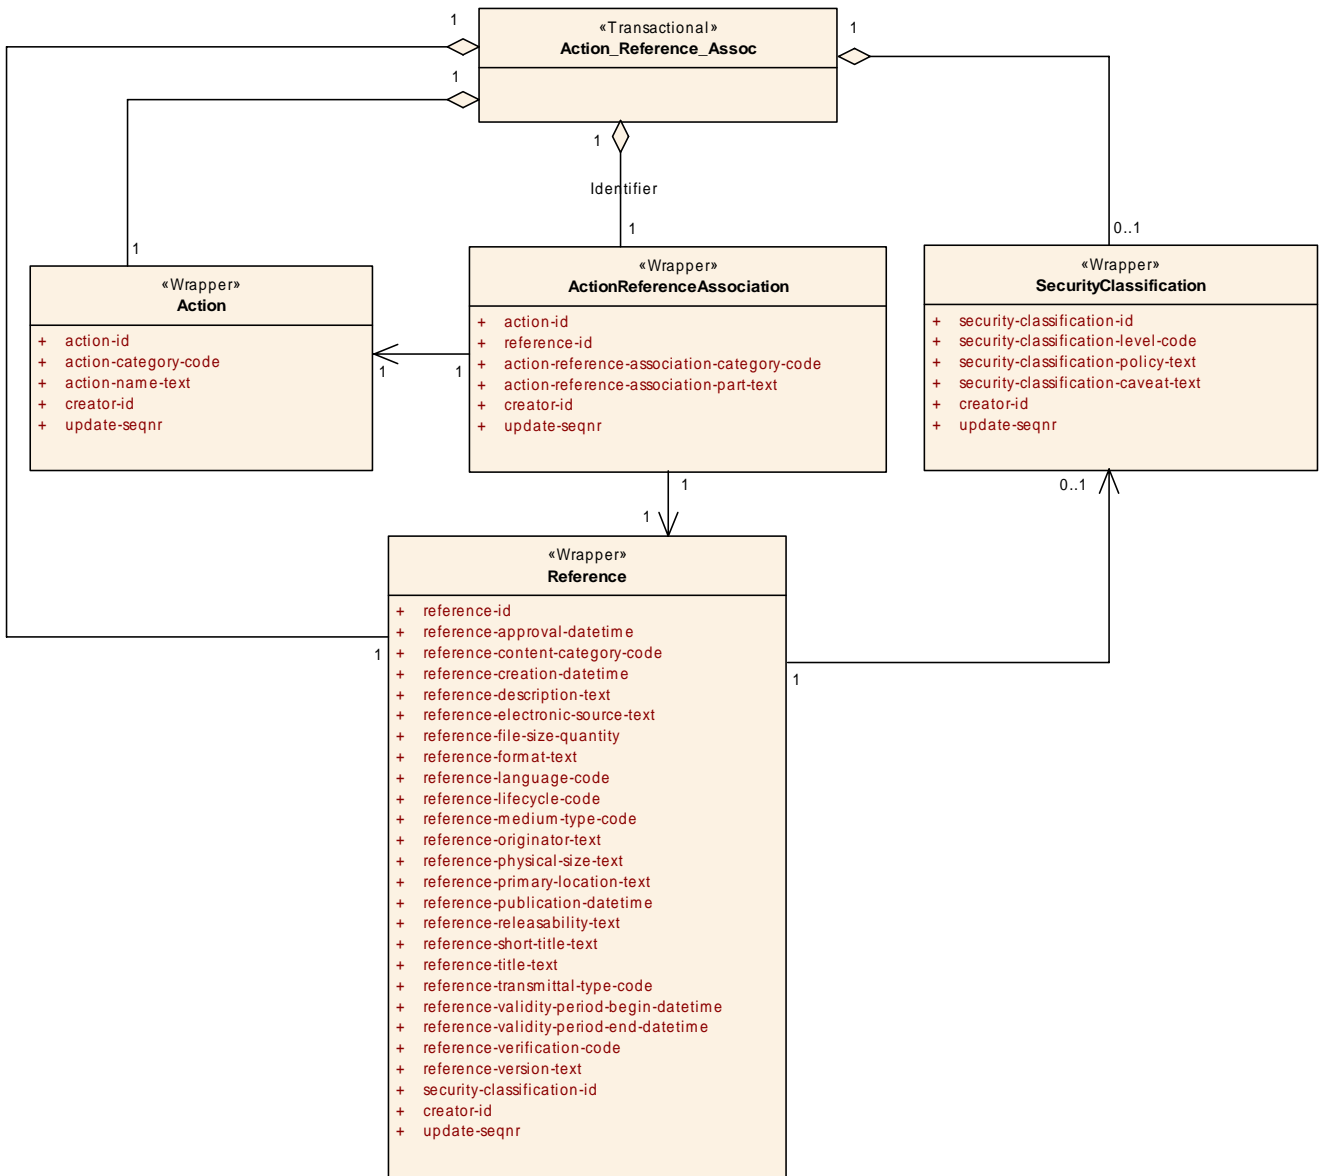 1
«Transactional»
Action_Reference_Assoc
1
1
1
Identifier
1
1
0..1
«Wrapper»
Action
+ action-id
+ action-category-code
+ action-name-text
+ creator-id
+ update-seqnr
«Wrapper»
ActionReferenceAssociation
+ action-id
+ reference-id
+ action-reference-association-category-code
+ action-reference-association-part-text
+ creator-id
+ update-seqnr
«Wrapper»
SecurityClassification
+ security-classification-id
+ security-classification-level-code
+ security-classification-policy-text
+ security-classification-caveat-text
+ creator-id
+ update-seqnr
1
1
1
0..1
1
«Wrapper»
Reference
+ reference-id
+ reference-approval-datetime
+ reference-content-category-code
+ reference-creation-datetime
+ reference-description-text
+ reference-electronic-source-text
+ reference-file-size-quantity
+ reference-format-text
+ reference-language-code
+ reference-lifecycle-code
+ reference-medium-type-code
+ reference-originator-text
+ reference-physical-size-text
+ reference-primary-location-text
+ reference-publication-datetime
+ reference-releasability-text
+ reference-short-title-text
+ reference-title-text
+ reference-transmittal-type-code
+ reference-validity-period-begin-datetime
+ reference-validity-period-end-datetime
+ reference-verification-code
+ reference-version-text
+ security-classification-id
+ creator-id
+ update-seqnr
1
1